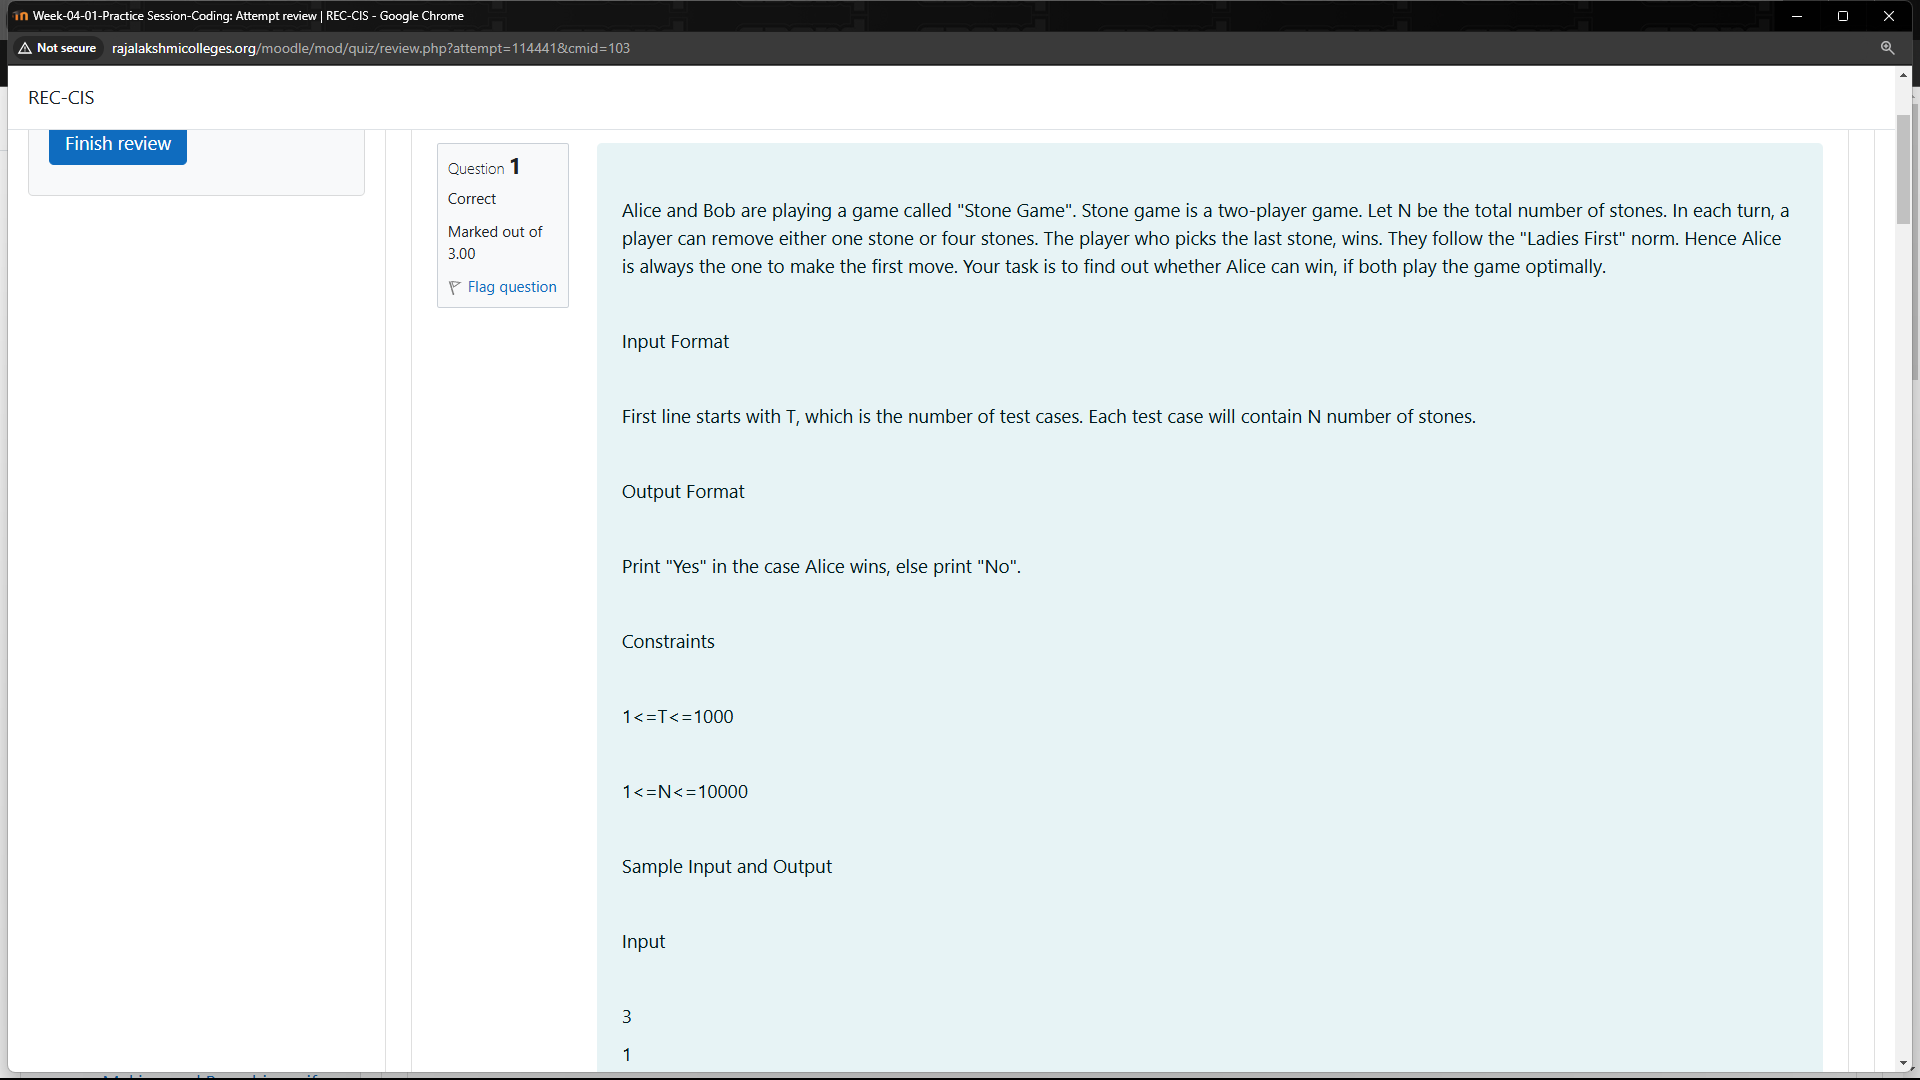 Week-04-01-Practice Session-Coding: Attempt review | REC-CIS - Google Chrome
Not secure rajalakshmicolleges.org/moodle/mod/quiz/review.php?attempt=114441&cmid=103
REC-CIS
Finish review
Question 1
Correct
Marked out of
3.00
Flag question
Alice and Bob are playing a game called "Stone Game". Stone game is a two-player game. Let N be the total number of stones. In each turn, a
player can remove either one stone or four stones. The player who picks the last stone, wins. They follow the "Ladies First" norm. Hence Alice
is always the one to make the first move. Your task is to find out whether Alice can win, if both play the game optimally.
Input Format
First line starts with T, which is the number of test cases. Each test case will contain N number of stones.
Output Format
Print "Yes" in the case Alice wins, else print "No".
Constraints
1<=T<=1000
1<=N<=10000
Sample Input and Output
Input
3
1